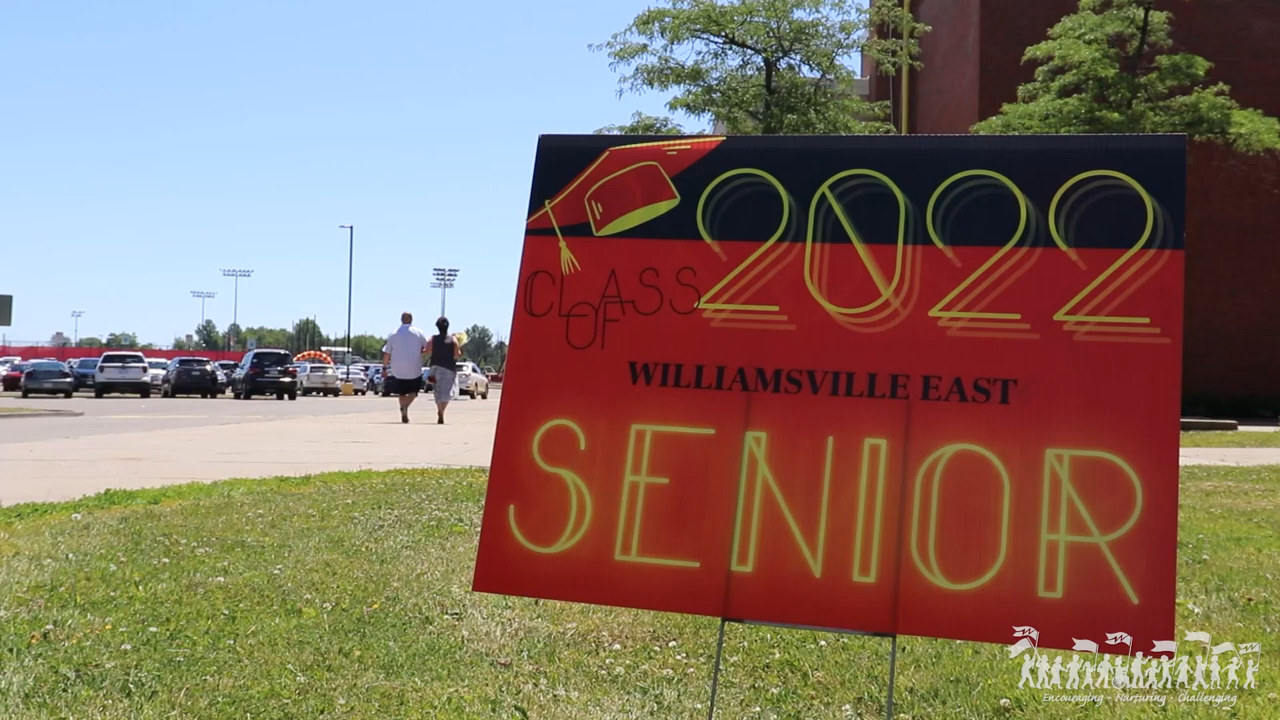 2022
CLASS
OF
WILLIAMSVILLE EAST
SENIOR
Encouraging - Nurturing - Challenging